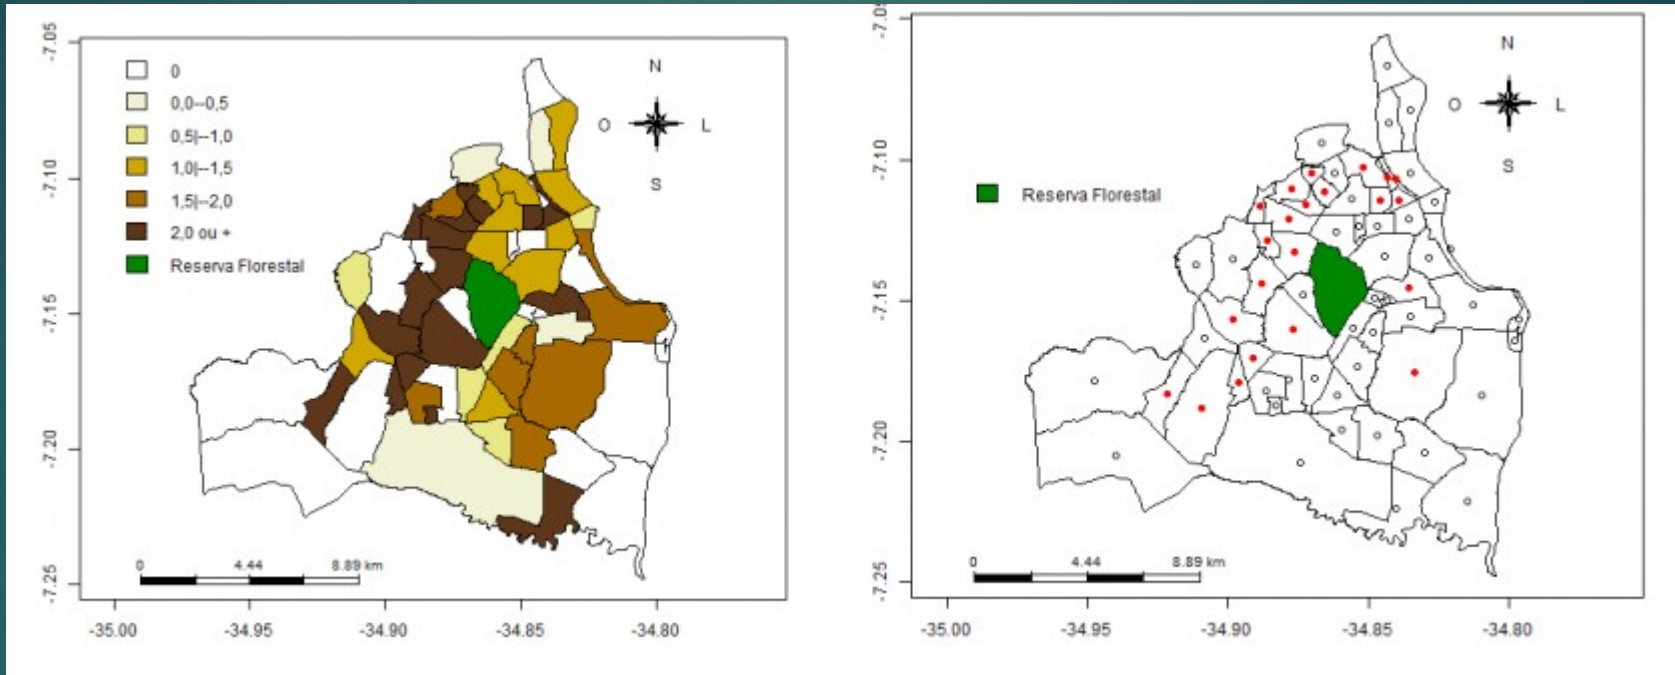 -7.05
-7.10
-7.15
-7.20
-7.25
0
0,0--0,5
0,5|--1,0
1,0|--1,5
1,5|--2,0
2,0 ou +
Reserva Florestal
N
O
L
S
0
4.44
8.89 km
-35.00
-34.95
-34.90
-34.85
-34.80
-7.10
-7.15
-7.20
-7.25
Reserva Florestal
N
O
L
S
0
4.44
8.89 km
-35.00
-34.95
-34.90
-34.85
-34.80